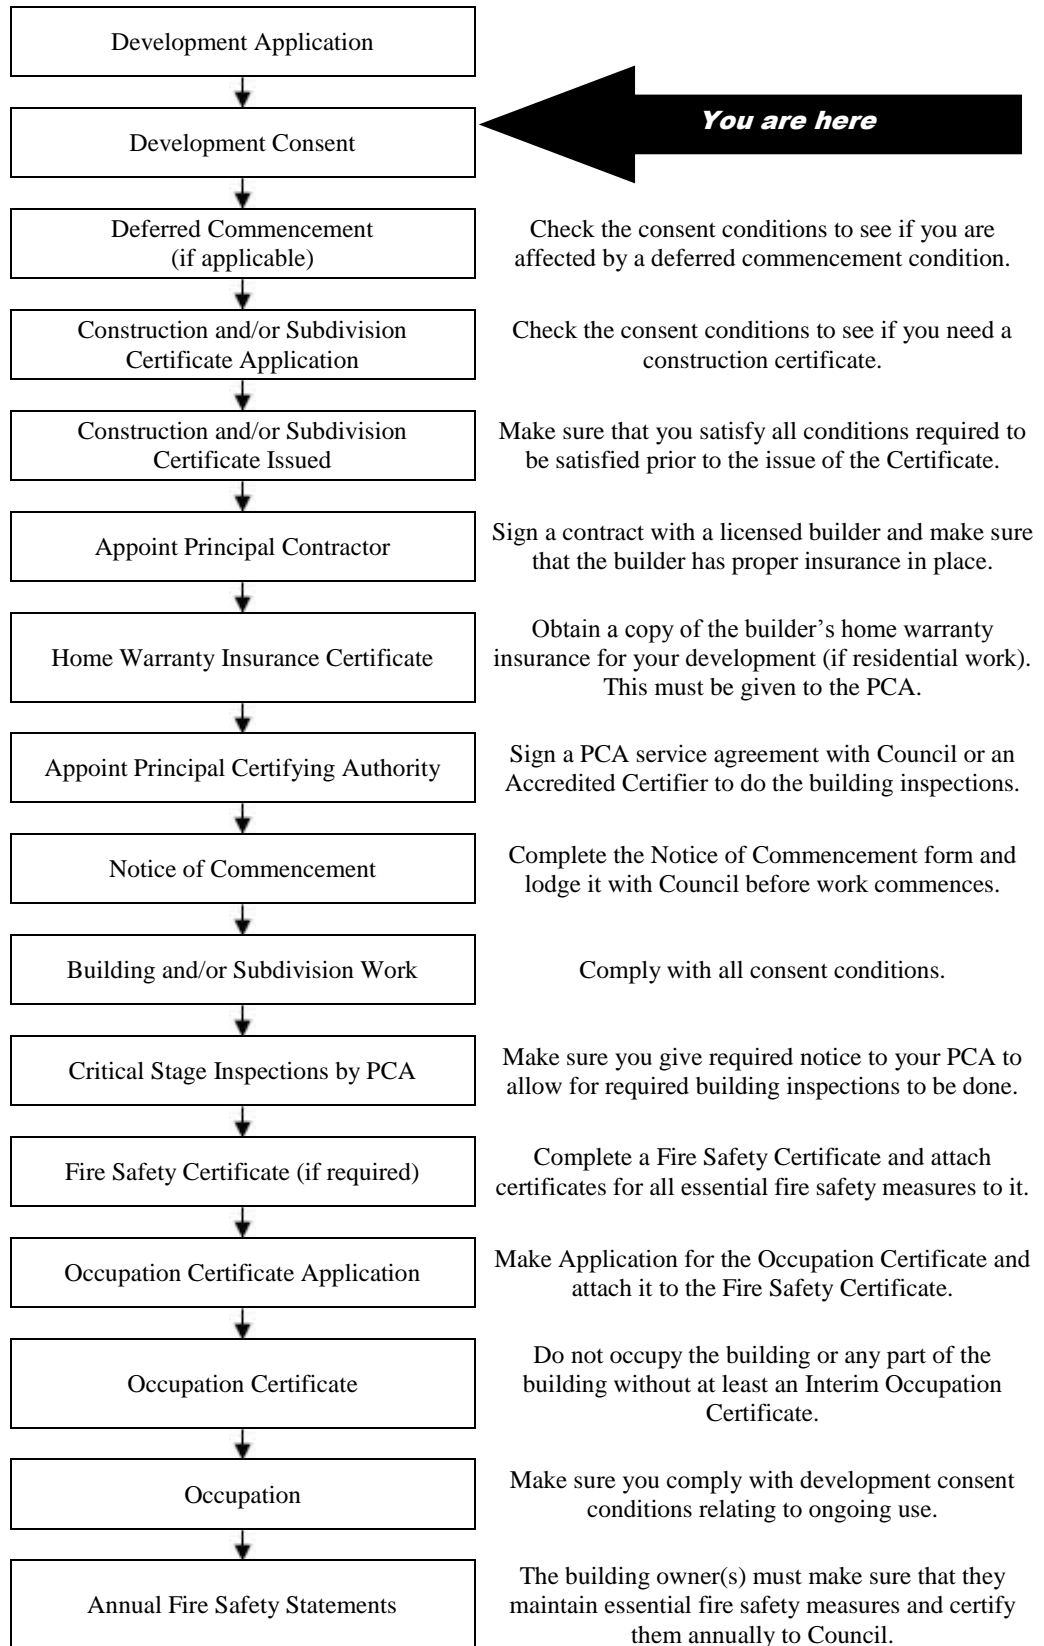 Development Application
Development Consent
You are here
Deferred Commencement
(if applicable)
Check the consent conditions to see if you are
affected by a deferred commencement condition.
Construction and/or Subdivision
Certificate Application
Check the consent conditions to see if you need a
construction certificate.
Construction and/or Subdivision
Certificate Issued
Make sure that you satisfy all conditions required to
be satisfied prior to the issue of the Certificate.
Appoint Principal Contractor
Sign a contract with a licensed builder and make sure
that the builder has proper insurance in place.
Home Warranty Insurance Certificate
Obtain a copy of the builder’s home warranty
insurance for your development (if residential work).
This must be given to the PCA.
Appoint Principal Certifying Authority
Sign a PCA service agreement with Council or an
Accredited Certifier to do the building inspections.
Notice of Commencement
Complete the Notice of Commencement form and
lodge it with Council before work commences.
Building and/or Subdivision Work
Comply with all consent conditions.
Critical Stage Inspections by PCA
Make sure you give required notice to your PCA to
allow for required building inspections to be done.
Fire Safety Certificate (if required)
Complete a Fire Safety Certificate and attach
certificates for all essential fire safety measures to it.
Occupation Certificate Application
Make Application for the Occupation Certificate and
attach it to the Fire Safety Certificate.
Occupation Certificate
Do not occupy the building or any part of the
building without at least an Interim Occupation
Certificate.
Occupation
Make sure you comply with development consent
conditions relating to ongoing use.
Annual Fire Safety Statements
The building owner(s) must make sure that they
maintain essential fire safety measures and certify
them annually to Council.